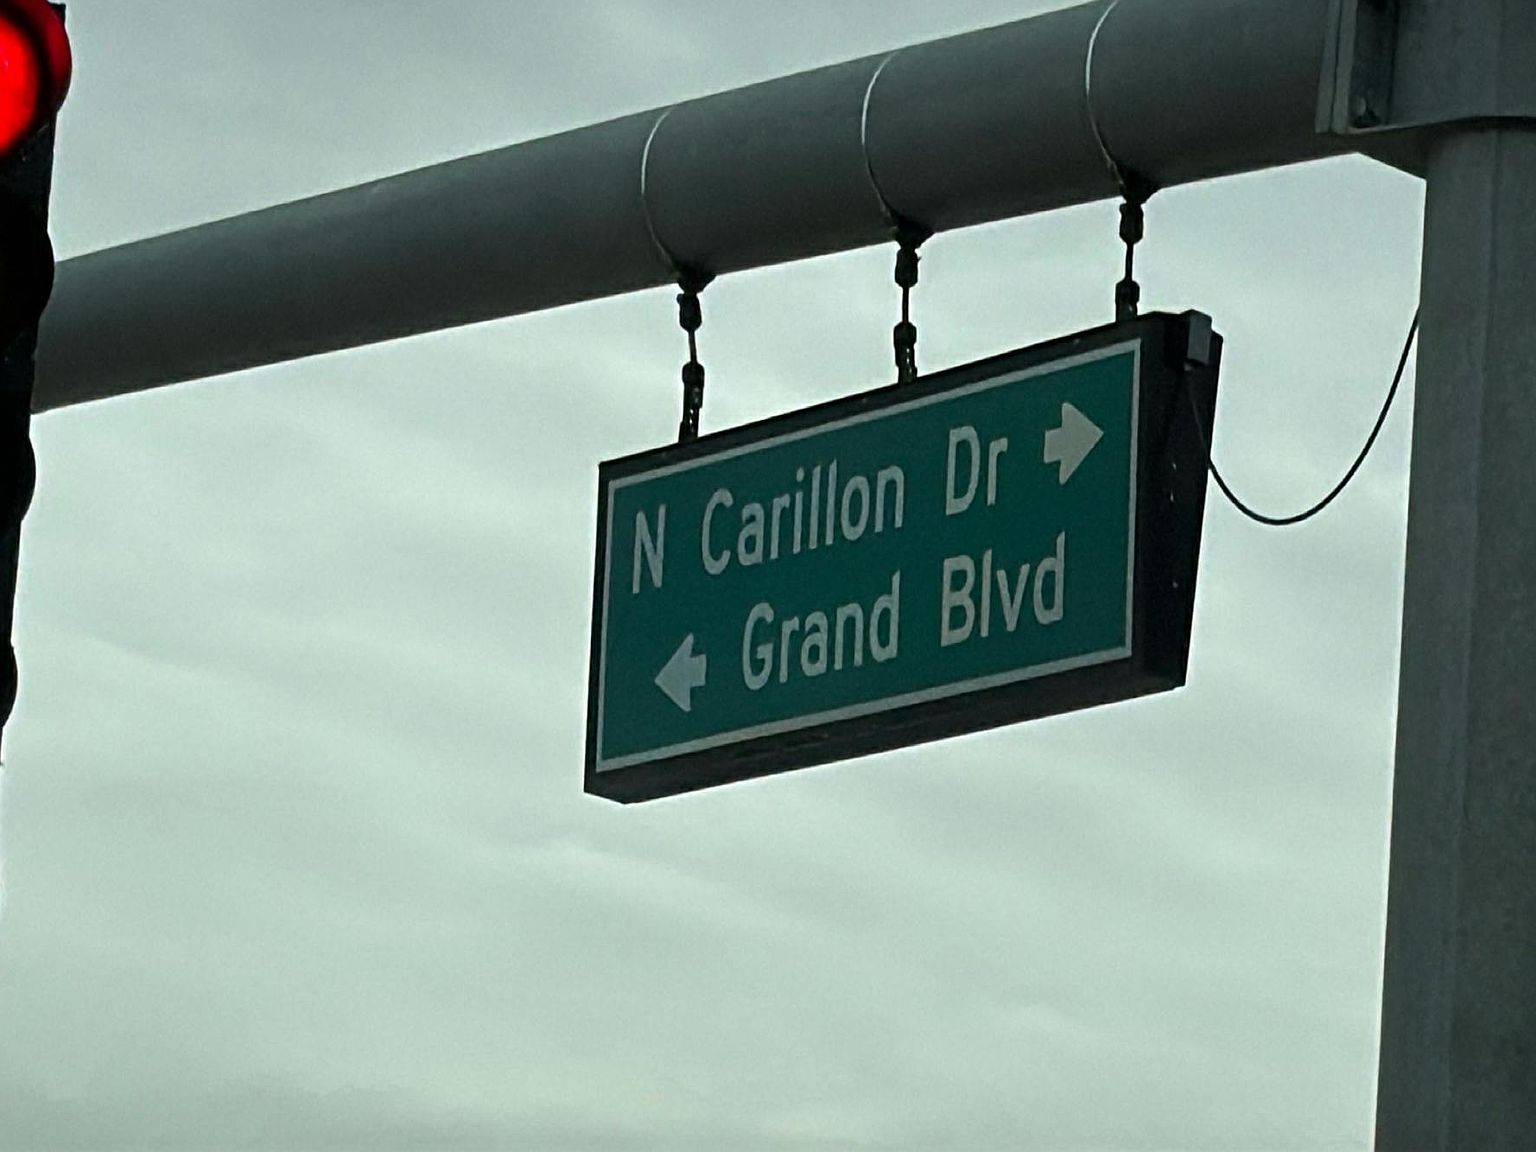 N Carillon Dr →
← Grand Blvd